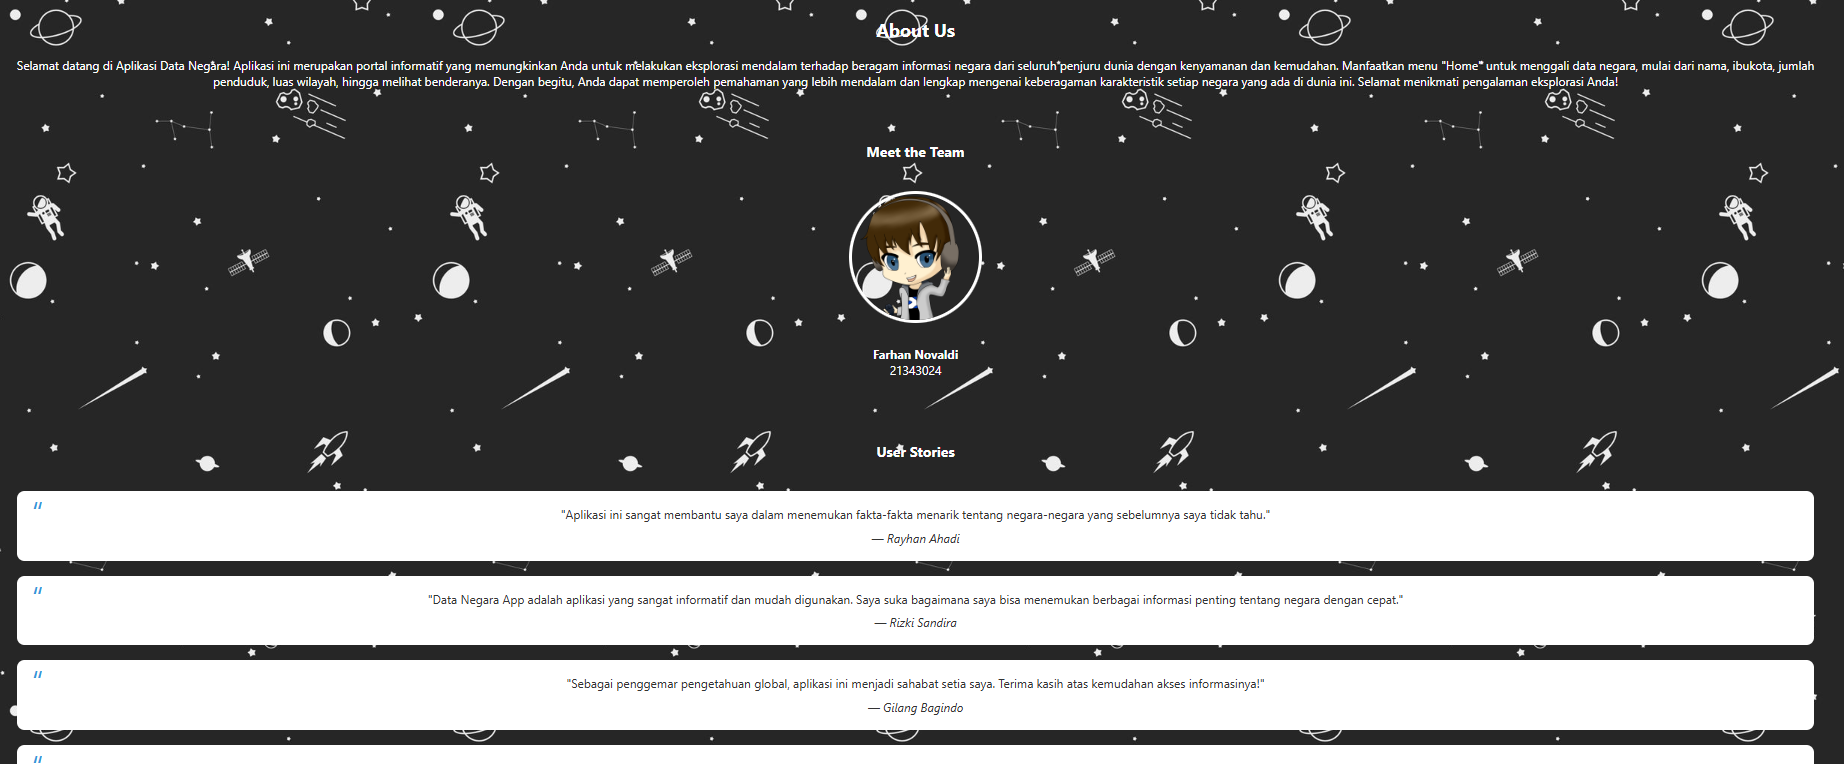 About Us
Selamat datang di Aplikasi Data Negara! Aplikasi ini merupakan portal informatif yang memungkinkan Anda untuk melakukan eksplorasi mendalam terhadap beragam informasi negara dari seluruh penjuru dunia dengan kenyamanan dan kemudahan. Manfaatkan menu "Home" untuk menggali data negara, mulai dari nama, ibukota, jumlah
penduduk, luas wilayah, hingga melihat benderanya. Dengan begitu, Anda dapat memperoleh pemahaman yang lebih mendalam dan lengkap mengenai keberagaman karakteristik setiap negara yang ada di dunia ini. Selamat menikmati pengalaman eksplorasi Anda!
Meet the Team
Farhan Novaldi
21343024
User Stories
"
"Aplikasi ini sangat membantu saya dalam menemukan fakta-fakta menarik tentang negara-negara yang sebelumnya saya tidak tahu."
— Rayhan Ahadi
"
"Data Negara App adalah aplikasi yang sangat informatif dan mudah digunakan. Saya suka bagaimana saya bisa menemukan berbagai informasi penting tentang negara dengan cepat."
— Rizki Sandira
"
"Sebagai penggemar pengetahuan global, aplikasi ini menjadi sahabat setia saya. Terima kasih atas kemudahan akses informasinya!"
— Gilang Bagindo
"